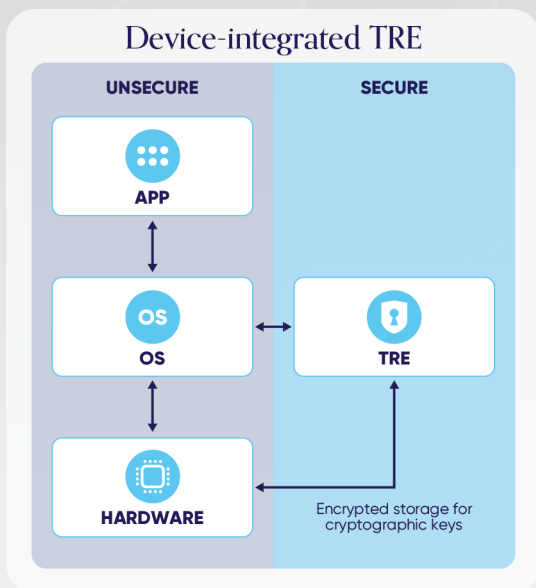 Device-integrated TRE
UNSECURE
SECURE
APP
OS
OS
TRE
HARDWARE
Encrypted storage for
cryptographic keys